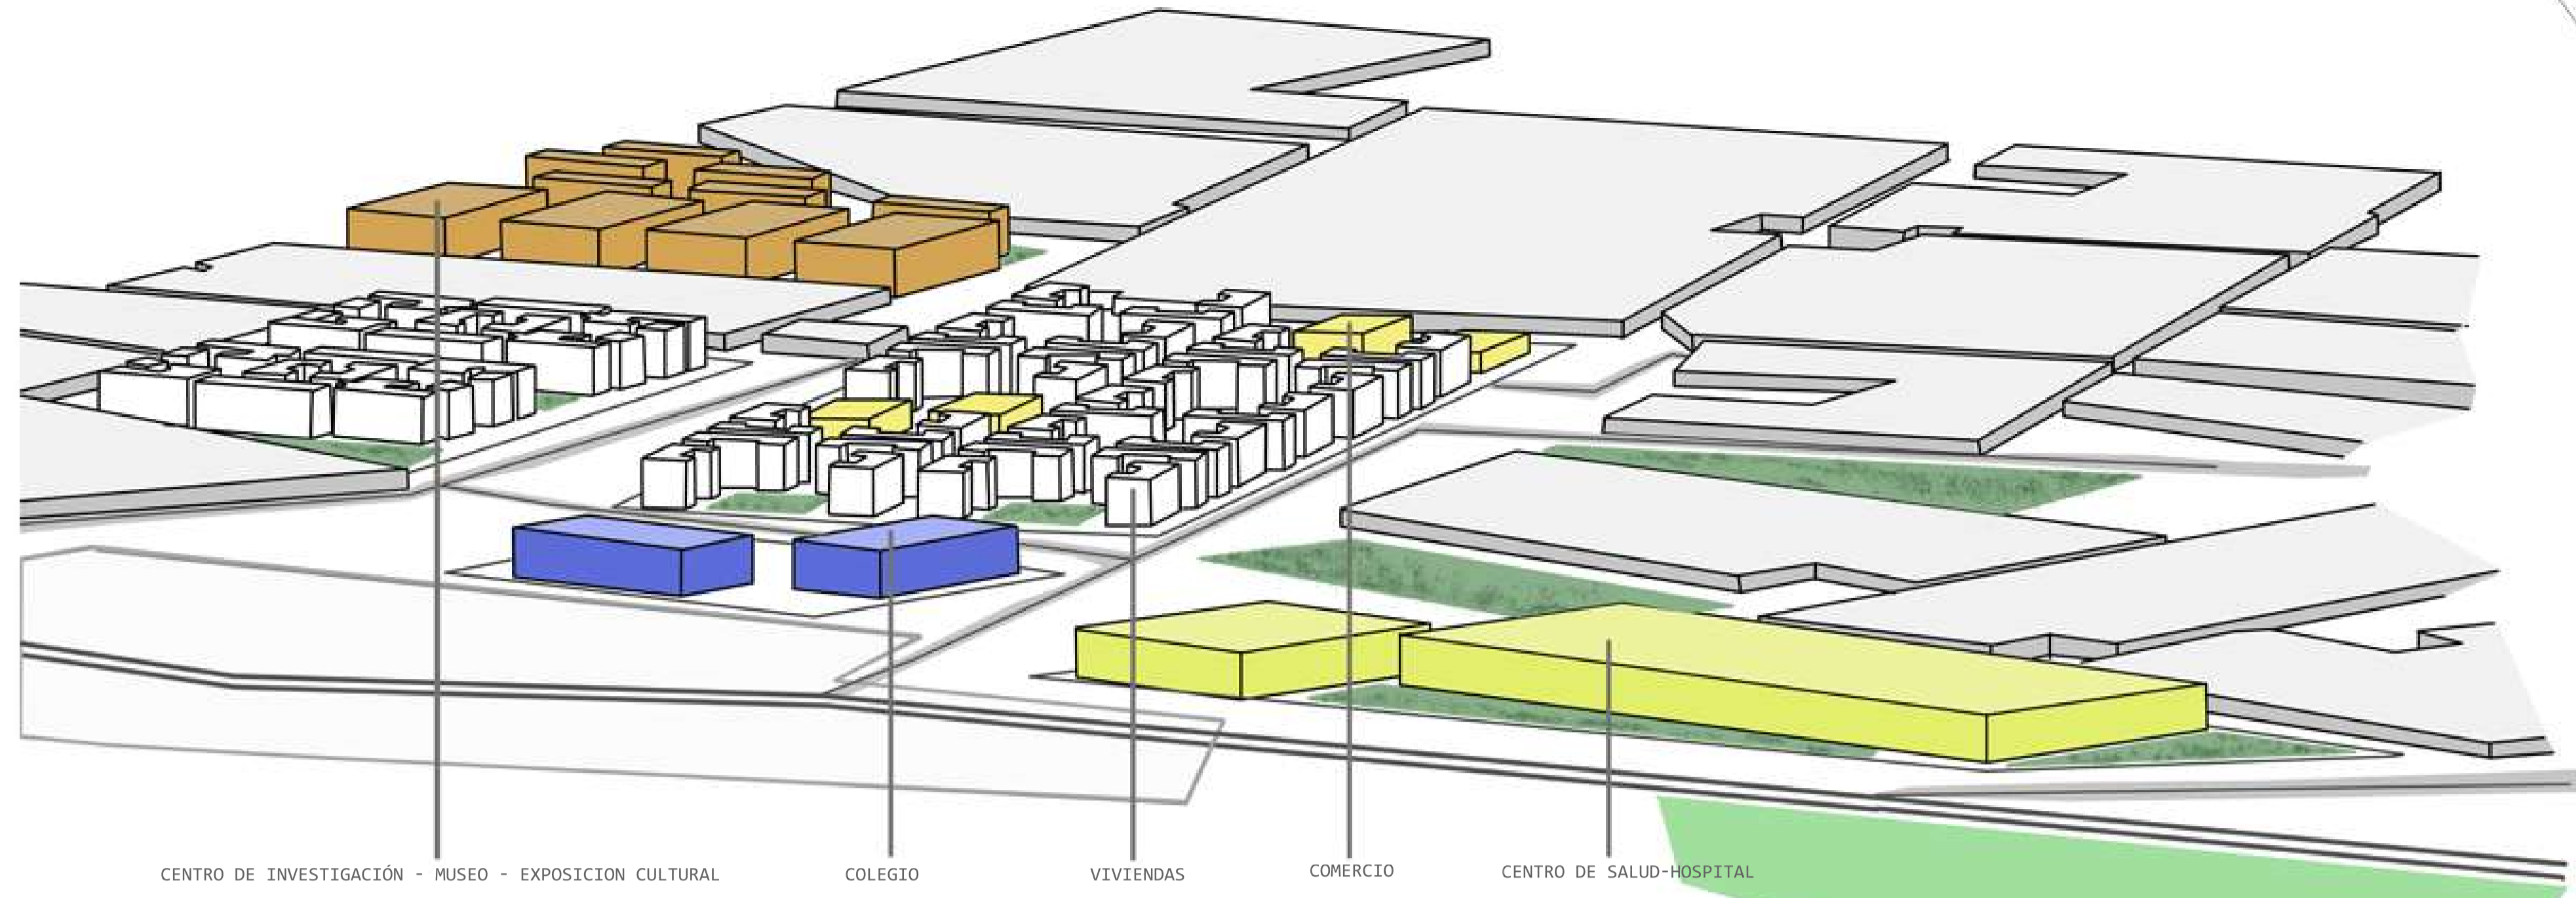 CENTRO DE INVESTIGACIÓN - MUSEO - EXPOSICION CULTURAL
COLEGIO
VIVIENDAS
COMERCIO
CENTRO DE SALUD-HOSPITAL